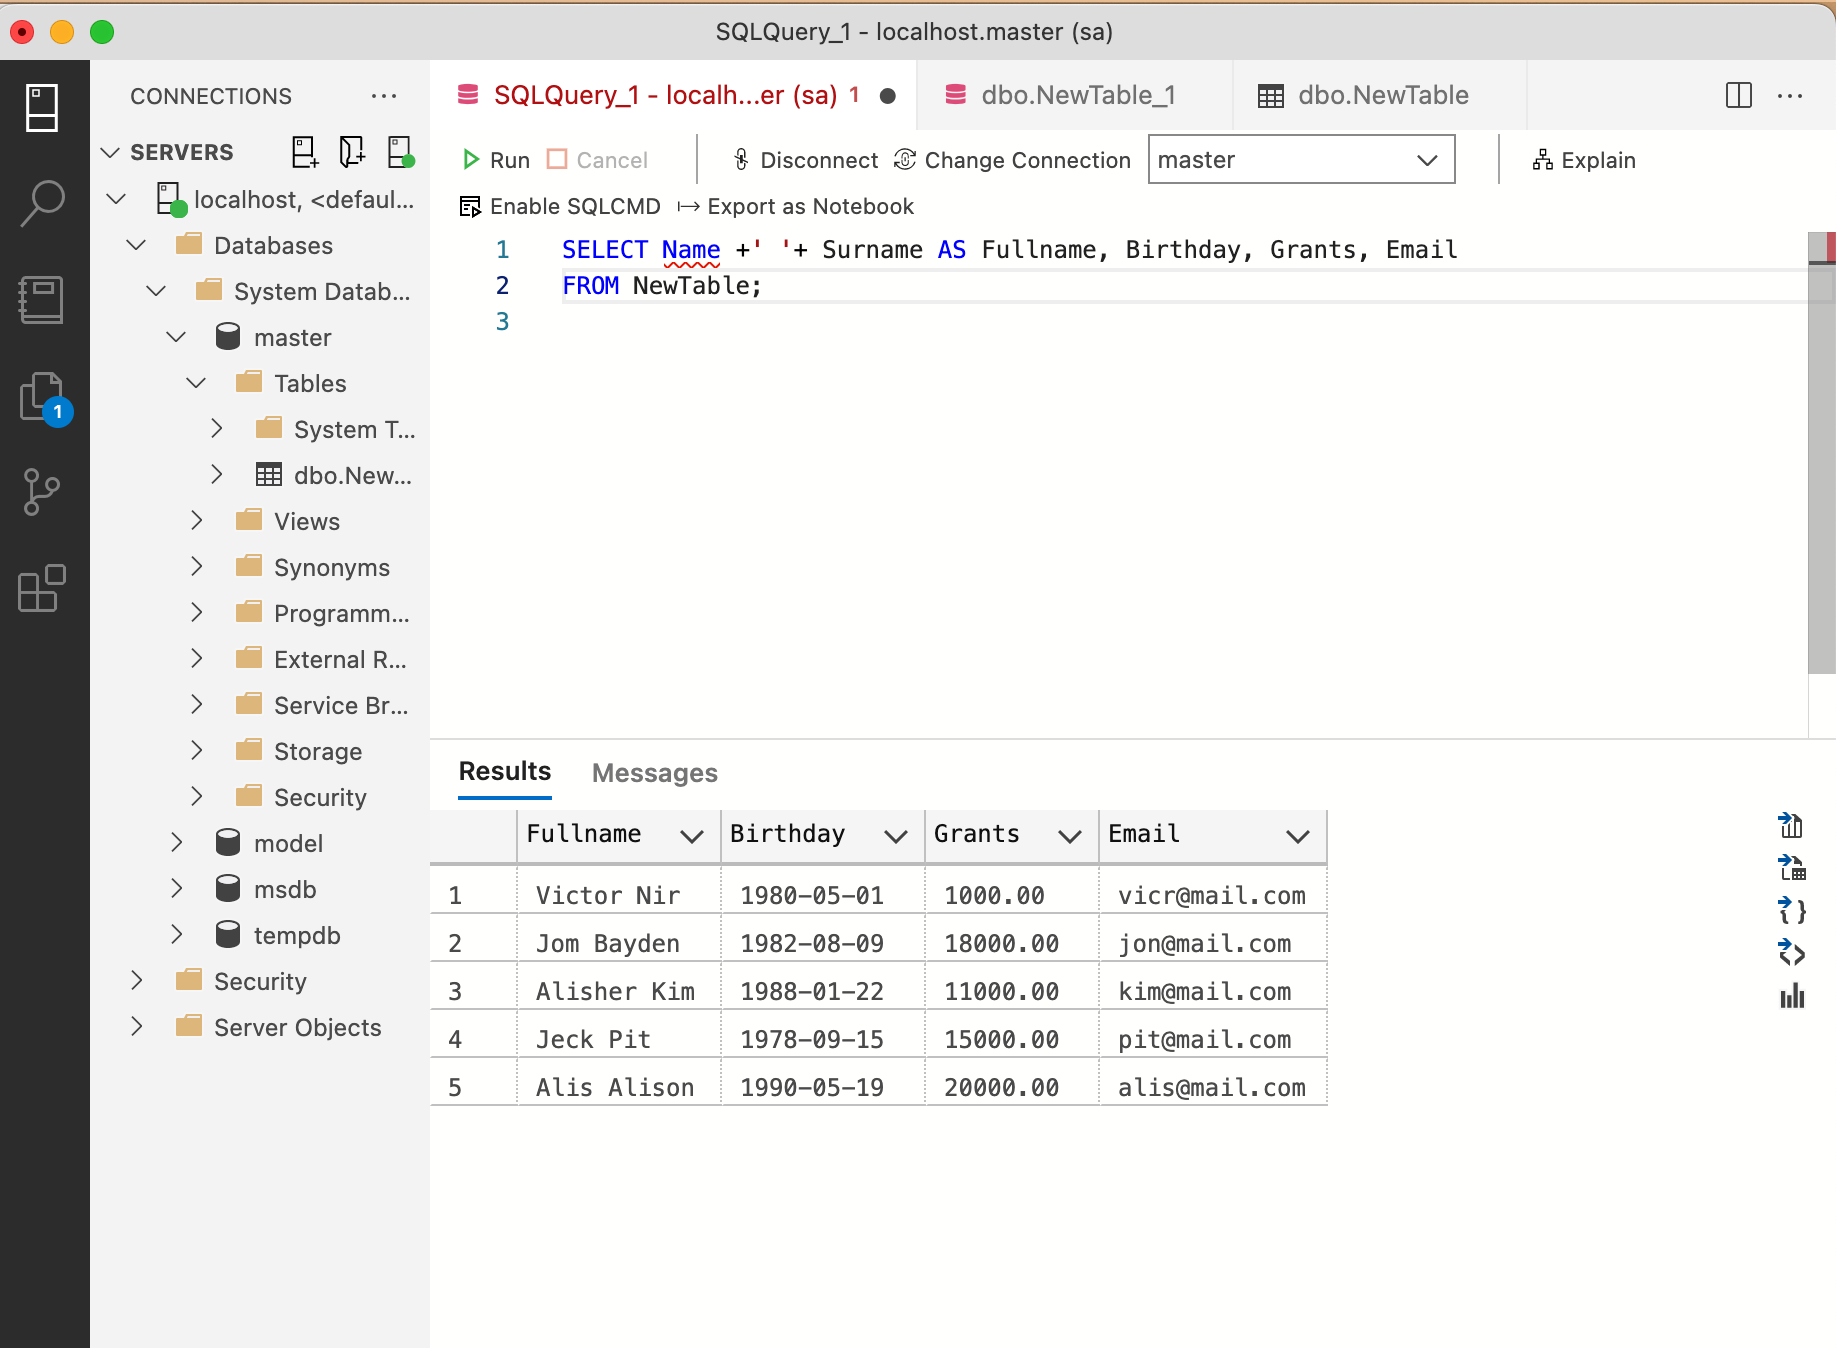 SQLQuery_1 - localhost.master (sa)
CONNECTIONS
SERVERS
localhost, <defaul...
Databases
System Datab...
master
Tables
System T...
dbo.New...
Views
Synonyms
Programm...
External R...
Service Br...
Storage
Security
model
msdb
tempdb
Security
Server Objects
1
SQLQuery_1 - localh...er (sa) 1
dbo.NewTable_1
dbo.NewTable
Run Cancel Disconnect Change Connection master Explain
Enable SQLCMD Export as Notebook
1 SELECT Name +' '+ Surname AS Fullname, Birthday, Grants, Email
2 FROM NewTable;
3
Results Messages
Fullname Birthday Grants Email
1 Victor Nir 1980-05-01 1000.00 vicr@mail.com
2 Jom Bayden 1982-08-09 18000.00 jon@mail.com
3 Alisher Kim 1988-01-22 11000.00 kim@mail.com
4 Jeck Pit 1978-09-15 15000.00 pit@mail.com
5 Alis Alison 1990-05-19 20000.00 alis@mail.com